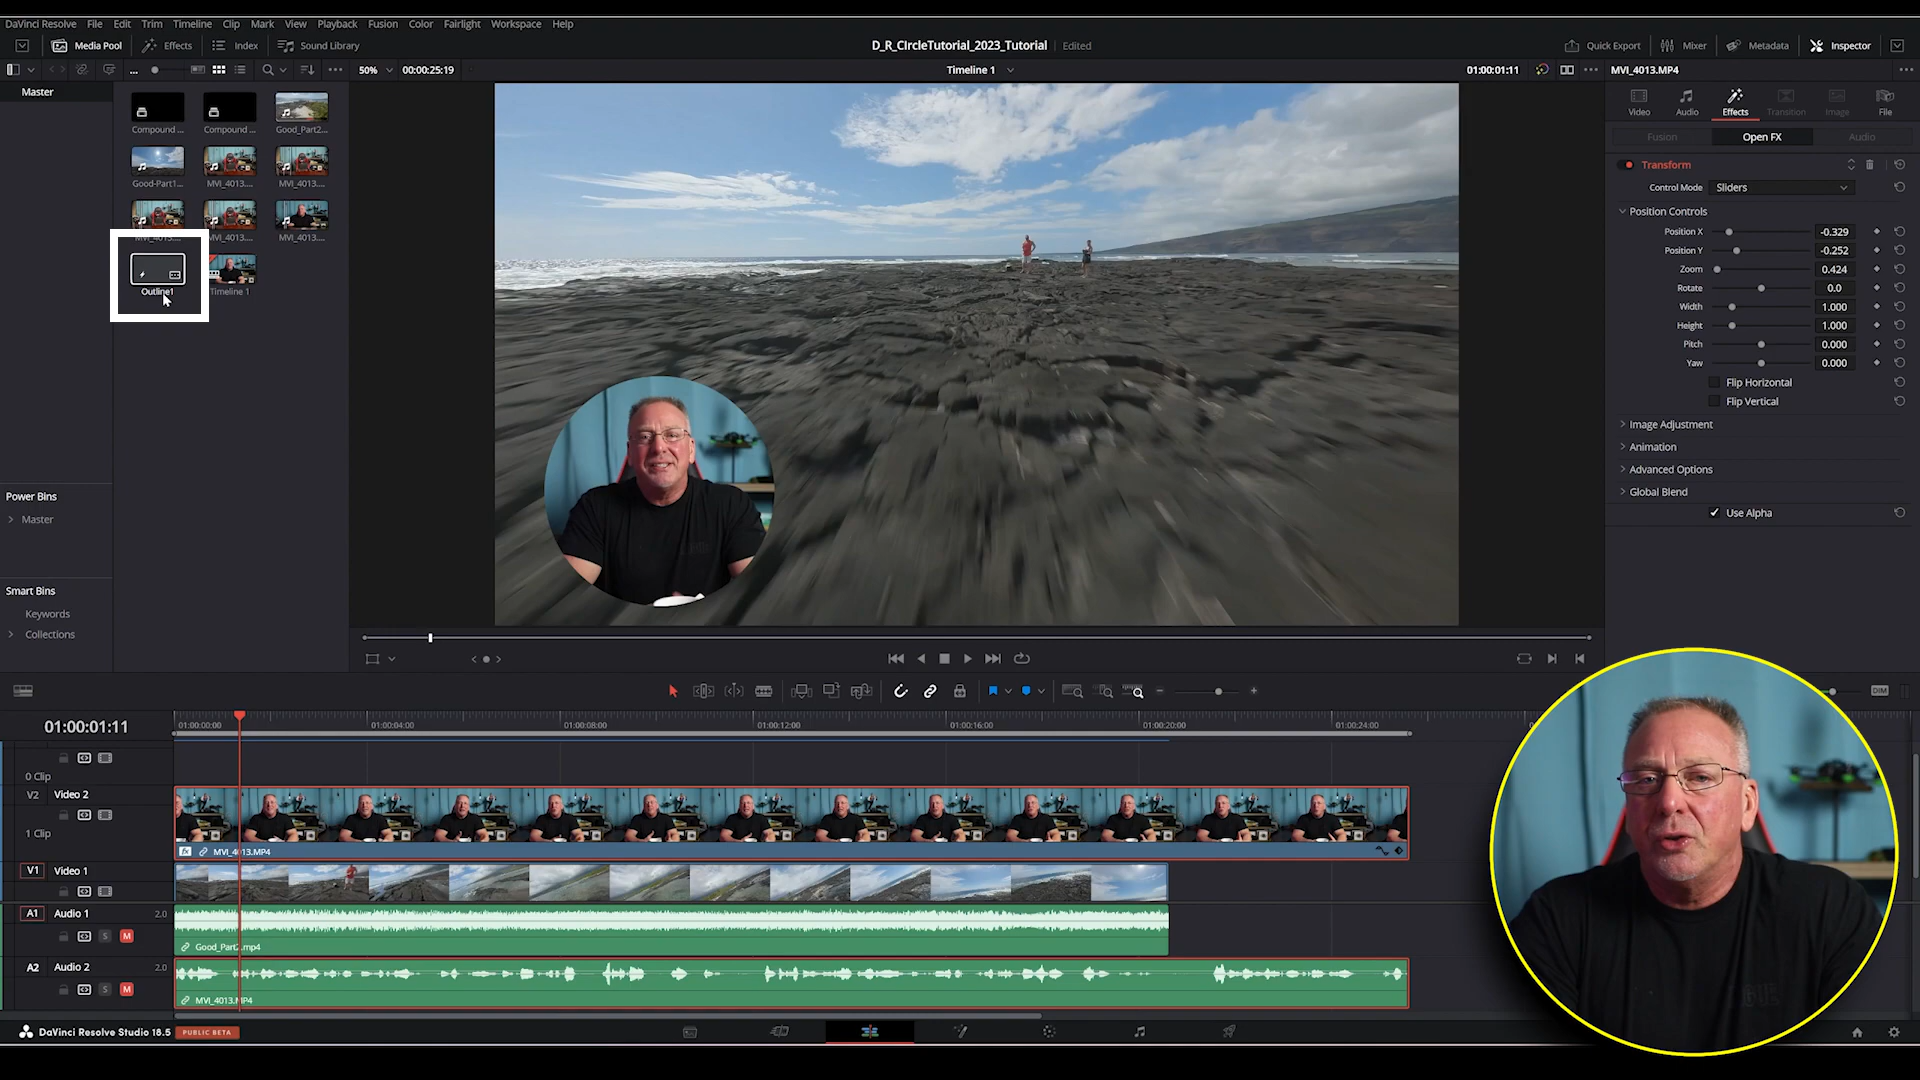 DaVinci Resolve File Edit Trim Timeline Clip Mark View Playback Fusion Color Fairlight Workspace Help
Media Pool Effects Index Sound Library D_R_CIrcleTutorial_2023_Tutorial Edited Quick Export Mixer Metadata Inspector
50% 00:00:25:19 Timeline 1 01:00:01:11 MVI_4013.MP4
Master
Compound ... Compound ... Good_Part2...
Good-Part1... MVI_4013.... MVI_4013....
MVI_4013.... MVI_4013.... MVI_4013....
Outline1 Timeline 1
Power Bins
Master
Smart Bins
Keywords
Collections
Video Audio Effects Transition Image File
Fusion Open FX Audio
Transform
Control Mode Sliders
Position Controls
Position X -0.329
Position Y -0.252
Zoom 0.424
Rotate 0.0
Width 1.000
Height 1.000
Pitch 0.000
Yaw 0.000
Flip Horizontal
Flip Vertical
Image Adjustment
Animation
Advanced Options
Global Blend
Use Alpha
DIM
01:00:01:11 01:00:00:00 01:00:04:00 01:00:08:00 01:00:12:00 01:00:16:00 01:00:20:00 01:00:24:00
0 Clip
V2 Video 2
1 Clip
MVI_4013.MP4
V1 Video 1
A1 Audio 1 2.0
S M
Good_Part2.mp4
A2 Audio 2 2.0
S M
MVI_4013.MP4
DaVinci Resolve Studio 18.5 PUBLIC BETA